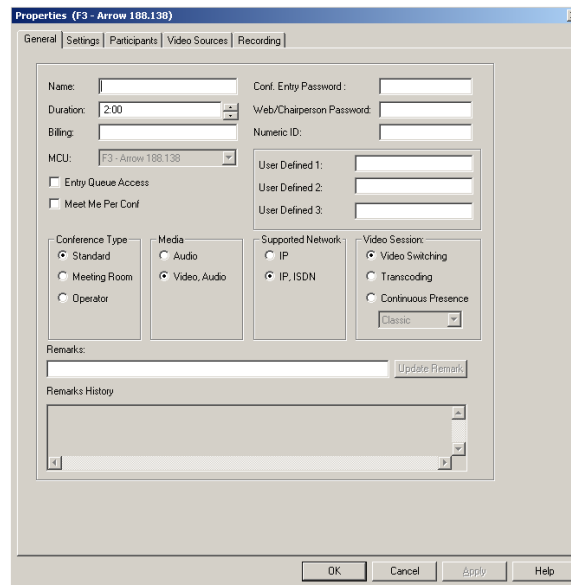 Properties (F3 - Arrow 188.138)
General Settings Participants Video Sources Recording
Name: Conf. Entry Password :
Duration: 2:00 Web/Chairperson Password:
Billing: Numeric ID:
MCU: F3 - Arrow 188.138 User Defined 1:
Entry Queue Access User Defined 2:
Meet Me Per Conf User Defined 3:
Conference Type Media Supported Network Video Session:
Standard Audio IP Video Switching
Meeting Room Video, Audio IP, ISDN Transcoding
Operator Continuous Presence
Classic
Remarks:
Update Remark
Remarks History
OK Cancel Apply Help